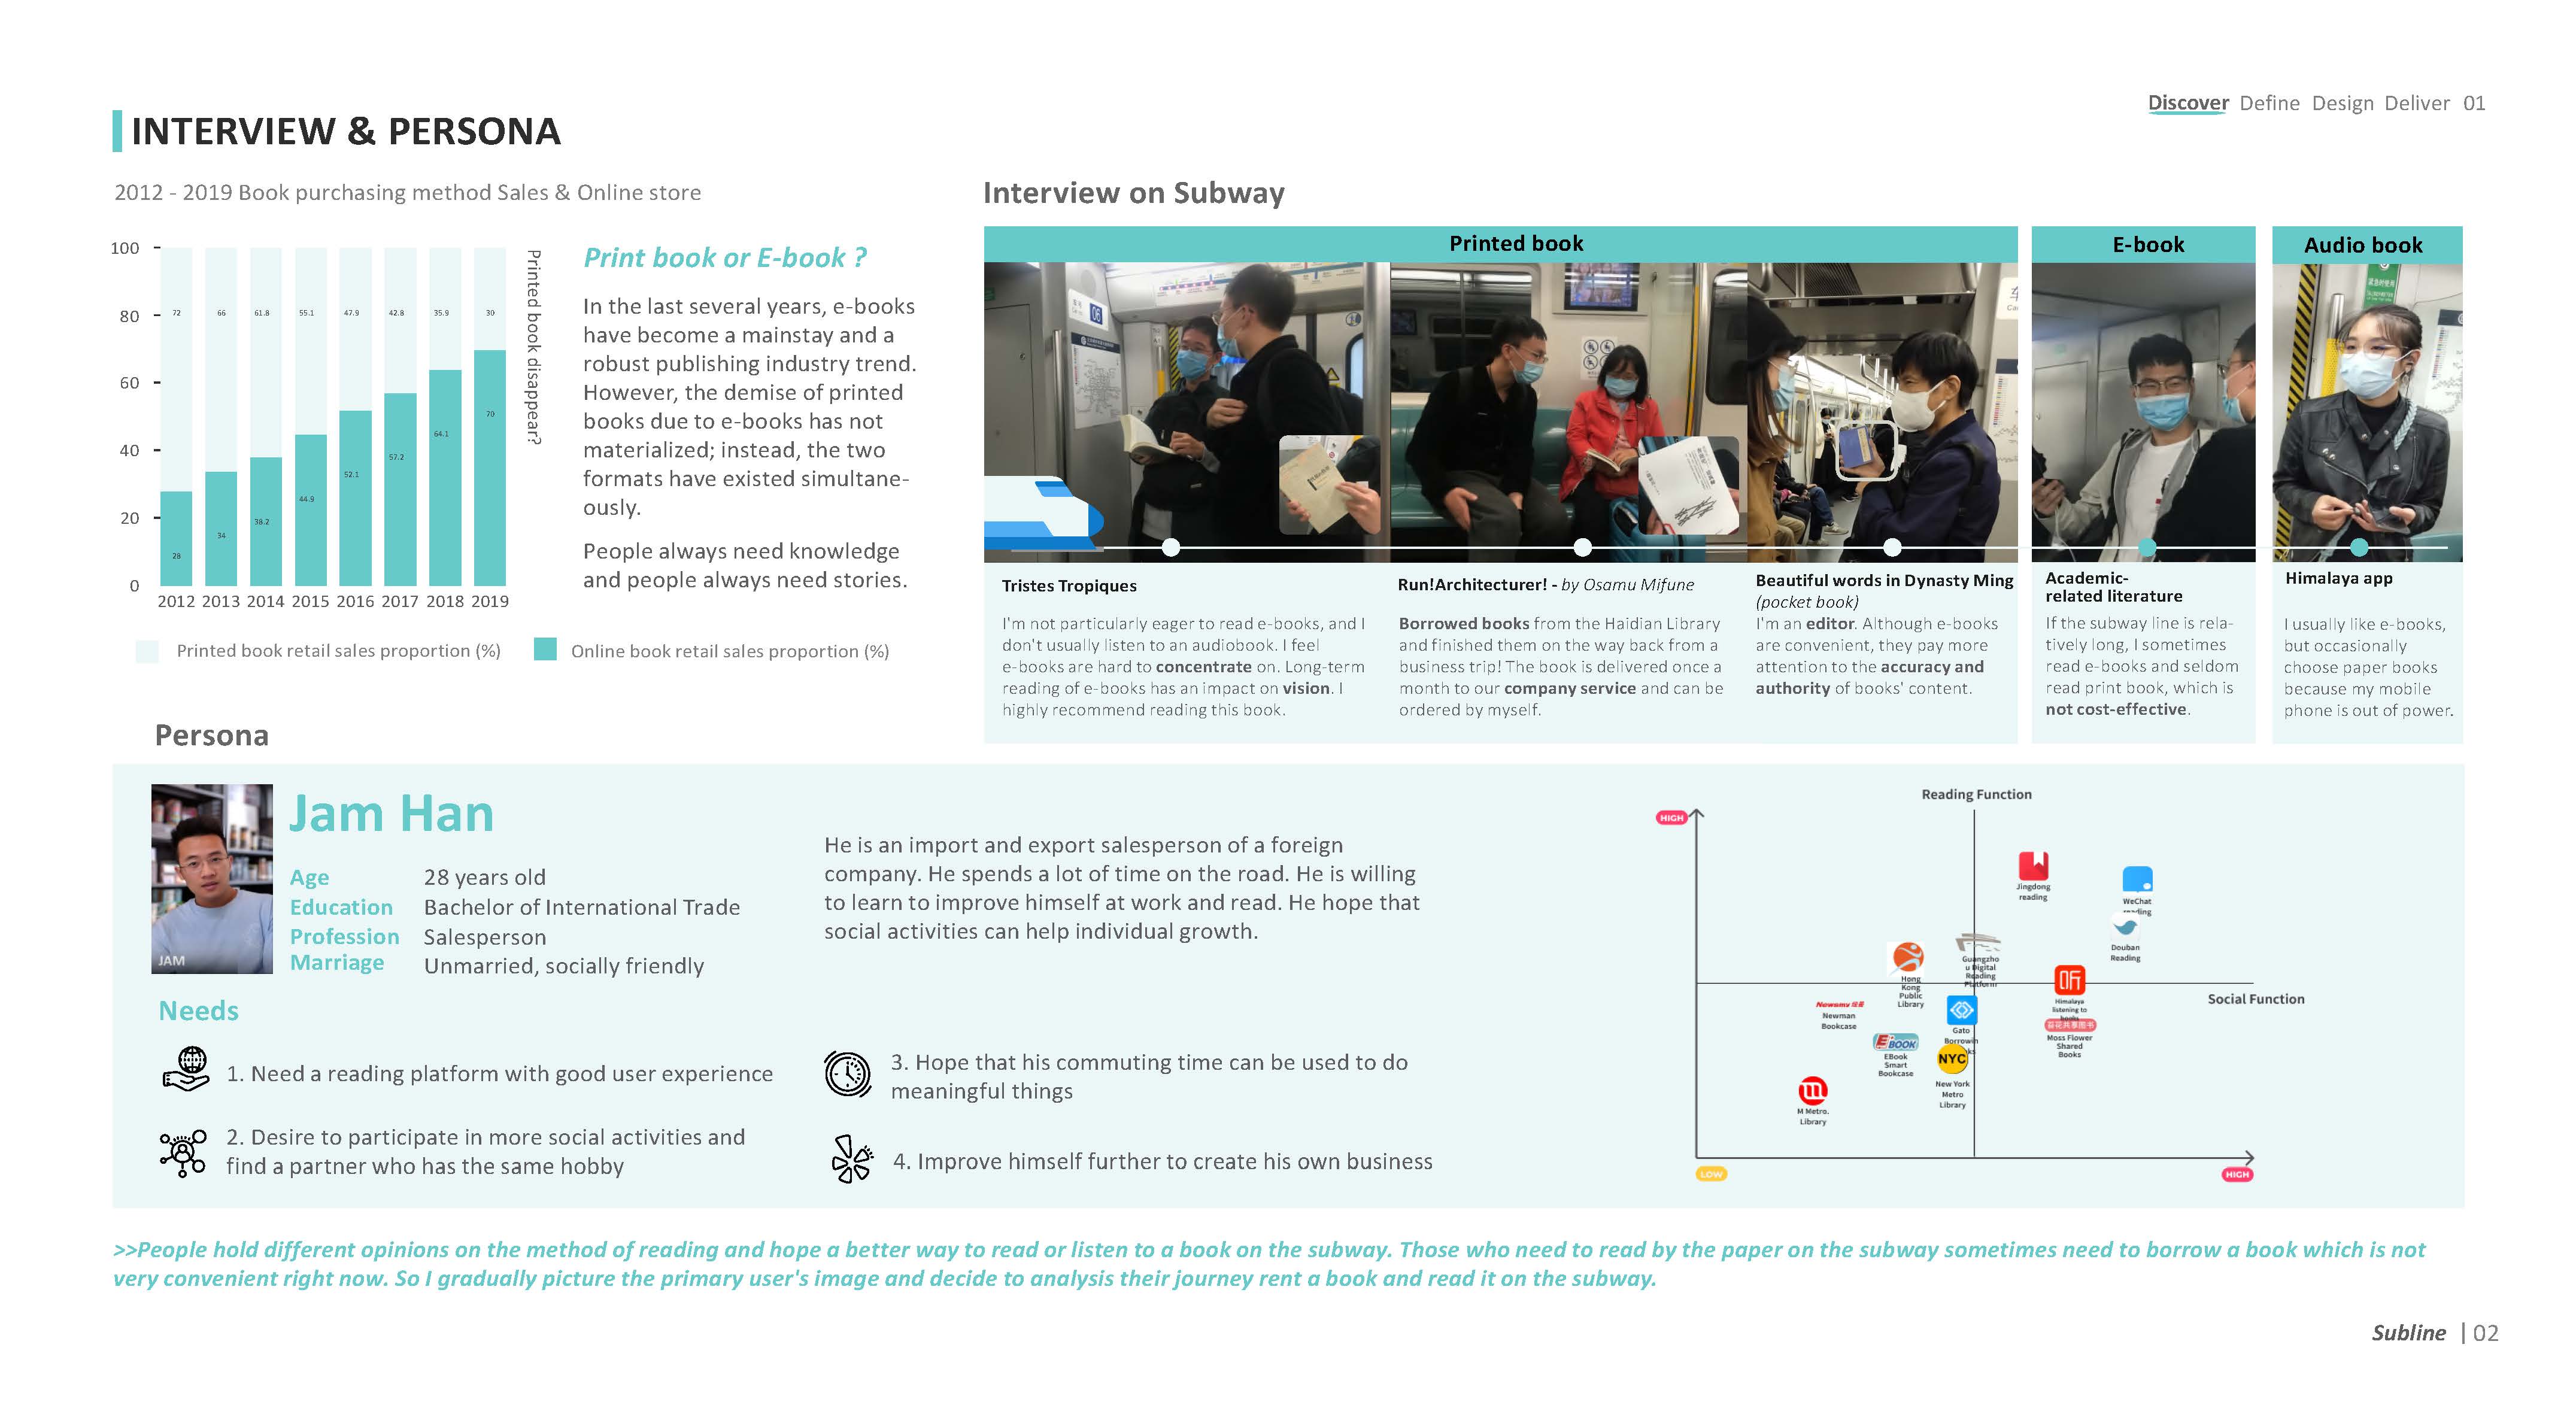 INTERVIEW & PERSONA
Discover Define Design Deliver 01
2012 - 2019 Book purchasing method Sales & Online store
100
80
60
40
20
0
72
66
61.8
55.1
47.9
42.8
35.9
30
28
34
38.2
44.9
52.1
57.2
64.1
70
2012 2013 2014 2015 2016 2017 2018 2019
Printed book disappear?
Printed book retail sales proportion (%)
Online book retail sales proportion (%)
Print book or E-book ?
In the last several years, e-books
have become a mainstay and a
robust publishing industry trend.
However, the demise of printed
books due to e-books has not
materialized; instead, the two
formats have existed simultane-
ously.
People always need knowledge
and people always need stories.
Interview on Subway
Printed book
E-book
Audio book
06
Tristes Tropiques
I'm not particularly eager to read e-books, and I
don't usually listen to an audiobook. I feel
e-books are hard to concentrate on. Long-term
reading of e-books has an impact on vision. I
highly recommend reading this book.
Run!Architecturer! - by Osamu Mifune
Borrowed books from the Haidian Library
and finished them on the way back from a
business trip! The book is delivered once a
month to our company service and can be
ordered by myself.
Beautiful words in Dynasty Ming
(pocket book)
I'm an editor. Although e-books
are convenient, they pay more
attention to the accuracy and
authority of books' content.
Academic-
related literature
If the subway line is rela-
tively long, I sometimes
read e-books and seldom
read print book, which is
not cost-effective.
Himalaya app
I usually like e-books,
but occasionally
choose paper books
because my mobile
phone is out of power.
Persona
JAM
Jam Han
Age 28 years old
Education Bachelor of International Trade
Profession Salesperson
Marriage Unmarried, socially friendly
He is an import and export salesperson of a foreign
company. He spends a lot of time on the road. He is willing
to learn to improve himself at work and read. He hope that
social activities can help individual growth.
Needs
1. Need a reading platform with good user experience
2. Desire to participate in more social activities and
find a partner who has the same hobby
3. Hope that his commuting time can be used to do
meaningful things
4. Improve himself further to create his own business
Reading Function
HIGH
Jingdong
reading
WeChat
Douban
Reading
Hong
Kong
Public
Library
Guangzho
u Digital
Reading
Platform
听
Himalaya
listening to
books
Social Function
Newman
Bookcase
Gato
Borrowin
葵花共享图书
Moss Flower
Shared
Books
EBOOK
EBook
Smart
Bookcase
NYC
New York
Metro
Library
M Metro.
Library
LOW
HIGH
>>People hold different opinions on the method of reading and hope a better way to read or listen to a book on the subway. Those who need to read by the paper on the subway sometimes need to borrow a book which is not
very convenient right now. So I gradually picture the primary user's image and decide to analysis their journey rent a book and read it on the subway.
Subline | 02